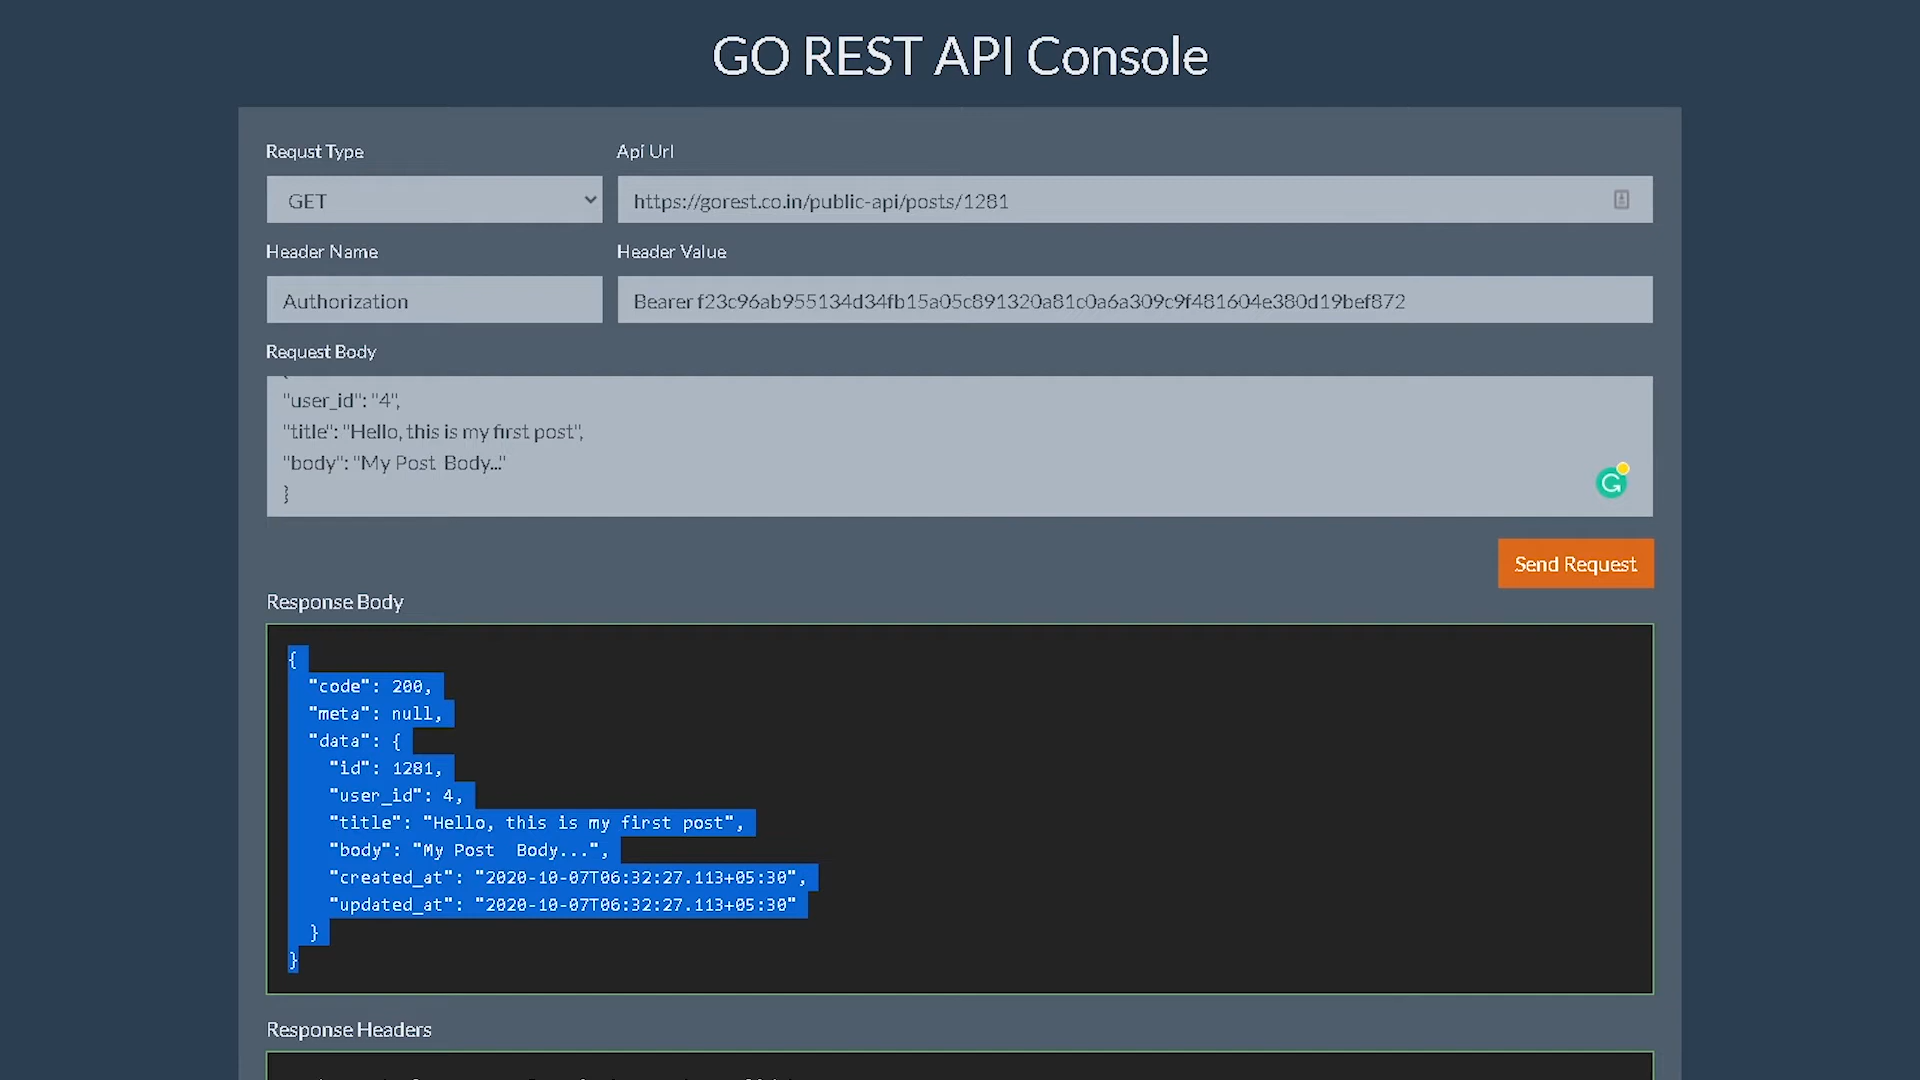 GO REST API Console
Requst Type
Api Url
GET
https://gorest.co.in/public-api/posts/1281
Header Name
Header Value
Authorization
Bearer f23c96ab955134d34fb15a05c891320a81c0a6a309c9f481604e380d19bef872
Request Body
"user_id": "4",
"title": "Hello, this is my first post",
"body": "My Post  Body..."
}
Send Request
Response Body
{
"code": 200,
"meta": null,
"data": {
"id": 1281,
"user_id": 4,
"title": "Hello, this is my first post",
"body": "My Post  Body...",
"created_at": "2020-10-07T06:32:27.113+05:30",
"updated_at": "2020-10-07T06:32:27.113+05:30"
}
}
Response Headers